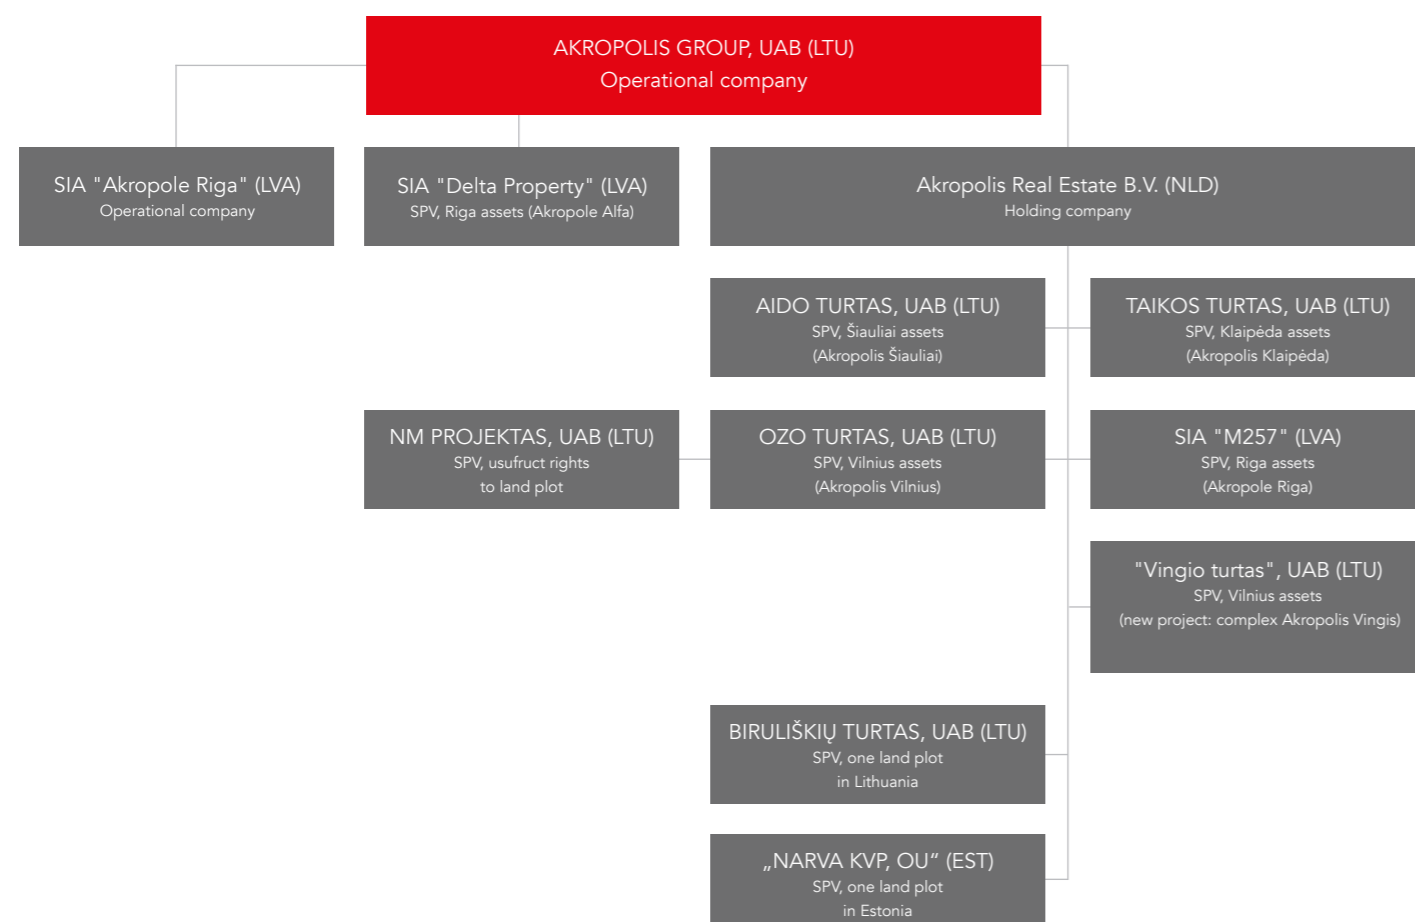 AKROPOLIS GROUP, UAB (LTU)
Operational company
SIA "Akropole Riga" (LVA)
Operational company
SIA "Delta Property" (LVA)
SPV, Riga assets (Akropole Alfa)
Akropolis Real Estate B.V. (NLD)
Holding company
AIDO TURTAS, UAB (LTU)
SPV, Šiauliai assets
(Akropolis Šiauliai)
TAIKOS TURTAS, UAB (LTU)
SPV, Klaipėda assets
(Akropolis Klaipėda)
NM PROJEKTAS, UAB (LTU)
SPV, usufruct rights
to land plot
OZO TURTAS, UAB (LTU)
SPV, Vilnius assets
(Akropolis Vilnius)
SIA "M257" (LVA)
SPV, Riga assets
(Akropole Riga)
"Vingio turtas", UAB (LTU)
SPV, Vilnius assets
(new project: complex Akropolis Vingis)
BIRULIŠKIŲ TURTAS, UAB (LTU)
SPV, one land plot
in Lithuania
„NARVA KVP, OU“ (EST)
SPV, one land plot
in Estonia